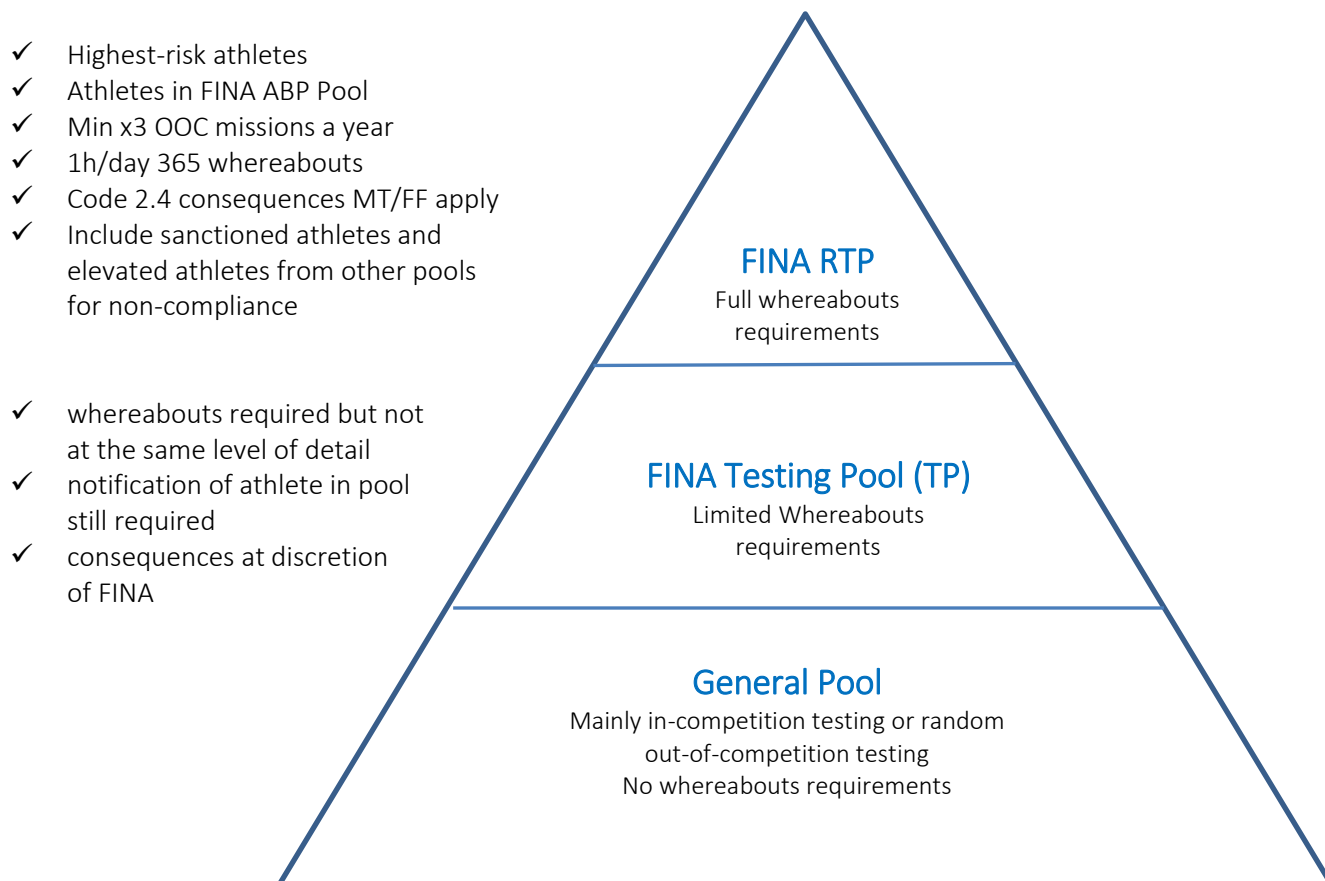 ✓ Highest-risk athletes
✓ Athletes in FINA ABP Pool
✓ Min x3 OOC missions a year
✓ 1h/day 365 whereabouts
✓ Code 2.4 consequences MT/FF apply
✓ Include sanctioned athletes and
elevated athletes from other pools
for non-compliance
FINA RTP
Full whereabouts
requirements
✓ whereabouts required but not
at the same level of detail
✓ notification of athlete in pool
still required
✓ consequences at discretion
of FINA
FINA Testing Pool (TP)
Limited Whereabouts
requirements
General Pool
Mainly in-competition testing or random
out-of-competition testing
No whereabouts requirements